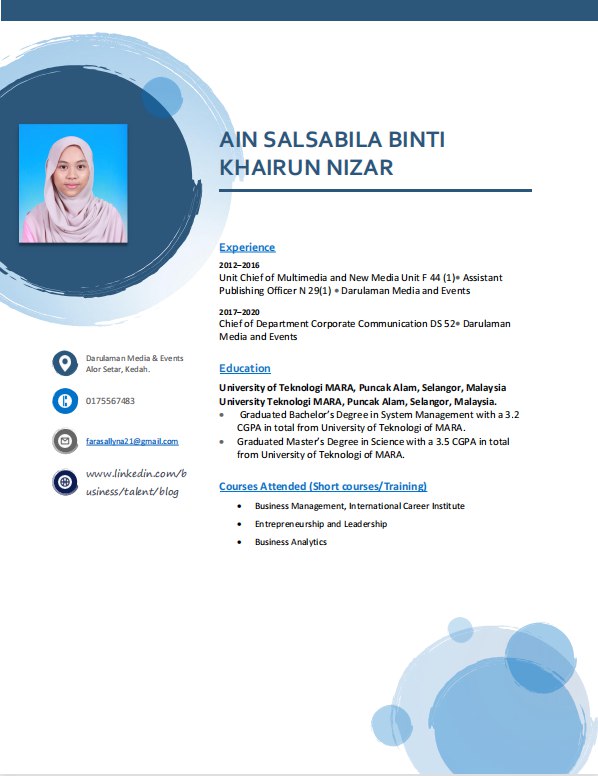 AIN SALSABILA BINTI
KHAIRUN NIZAR
Experience
2012–2016
Unit Chief of Multimedia and New Media Unit F 44 (1)• Assistant
Publishing Officer N 29(1) • Darulaman Media and Events
2017–2020
Chief of Department Corporate Communication DS 52• Darulaman
Media and Events
Darulaman Media & Events
Alor Setar, Kedah.
0175567483
farasallyna21@gmail.com
www.linkedin.com/b
usiness/talent/blog
Education
University of Teknologi MARA, Puncak Alam, Selangor, Malaysia
University Teknologi MARA, Puncak Alam, Selangor, Malaysia.
• Graduated Bachelor's Degree in System Management with a 3.2
CGPA in total from University of Teknologi of MARA.
• Graduated Master's Degree in Science with a 3.5 CGPA in total
from University of Teknologi of MARA.
Courses Attended (Short courses/Training)
• Business Management, International Career Institute
• Entrepreneurship and Leadership
• Business Analytics